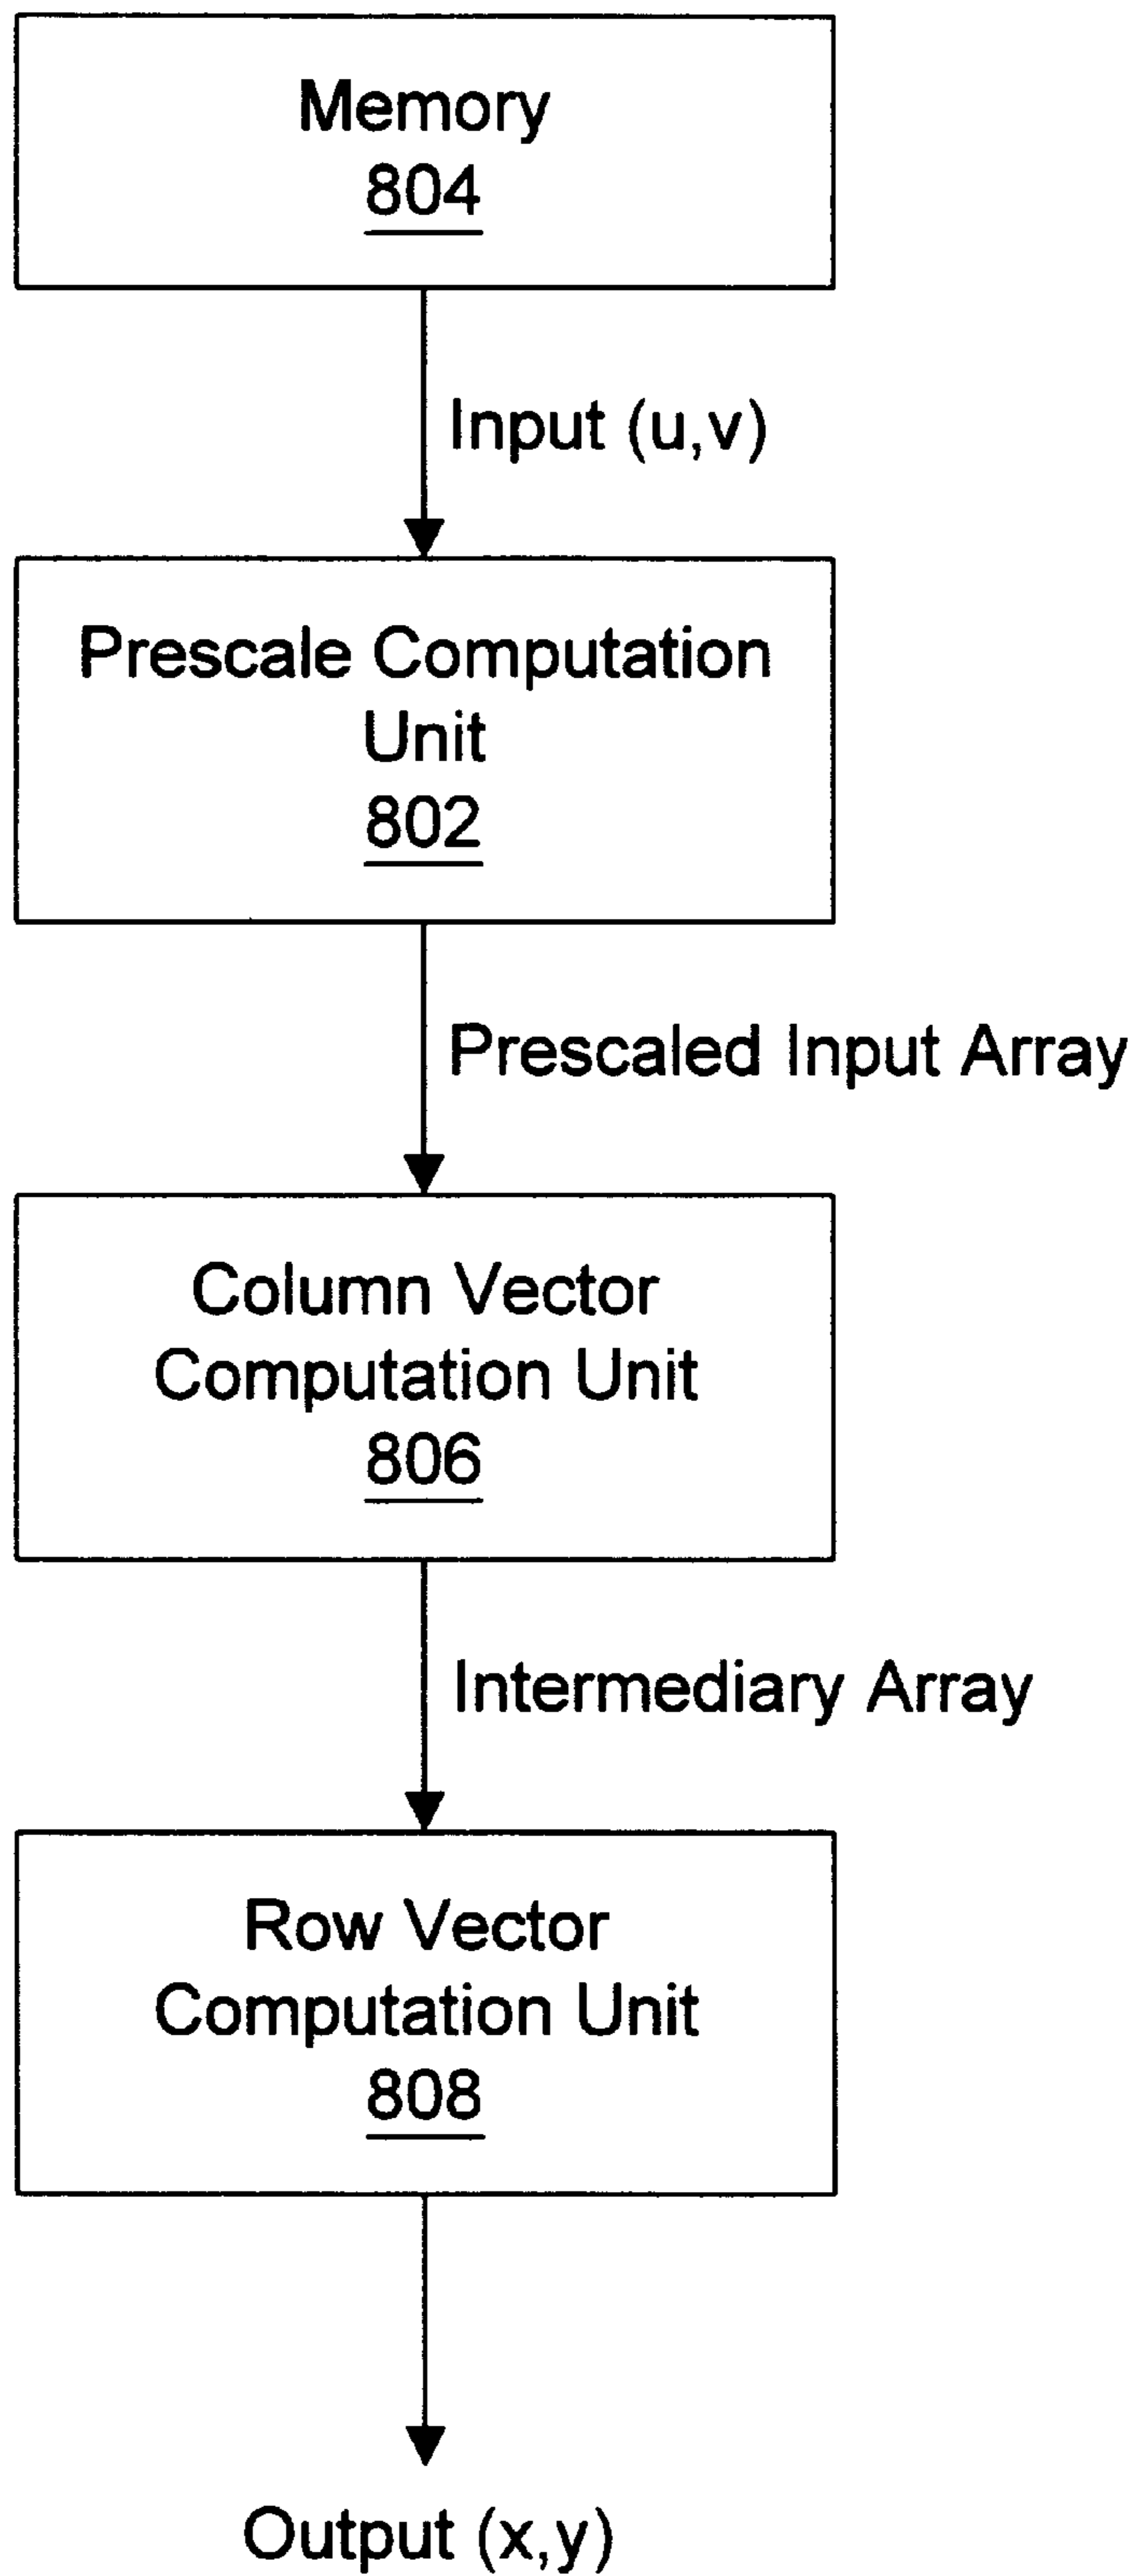 Memory
804
Input (u,v)
Prescale Computation
Unit
802
Prescaled Input Array
Column Vector
Computation Unit
806
Intermediary Array
Row Vector
Computation Unit
808
Output (x,y)